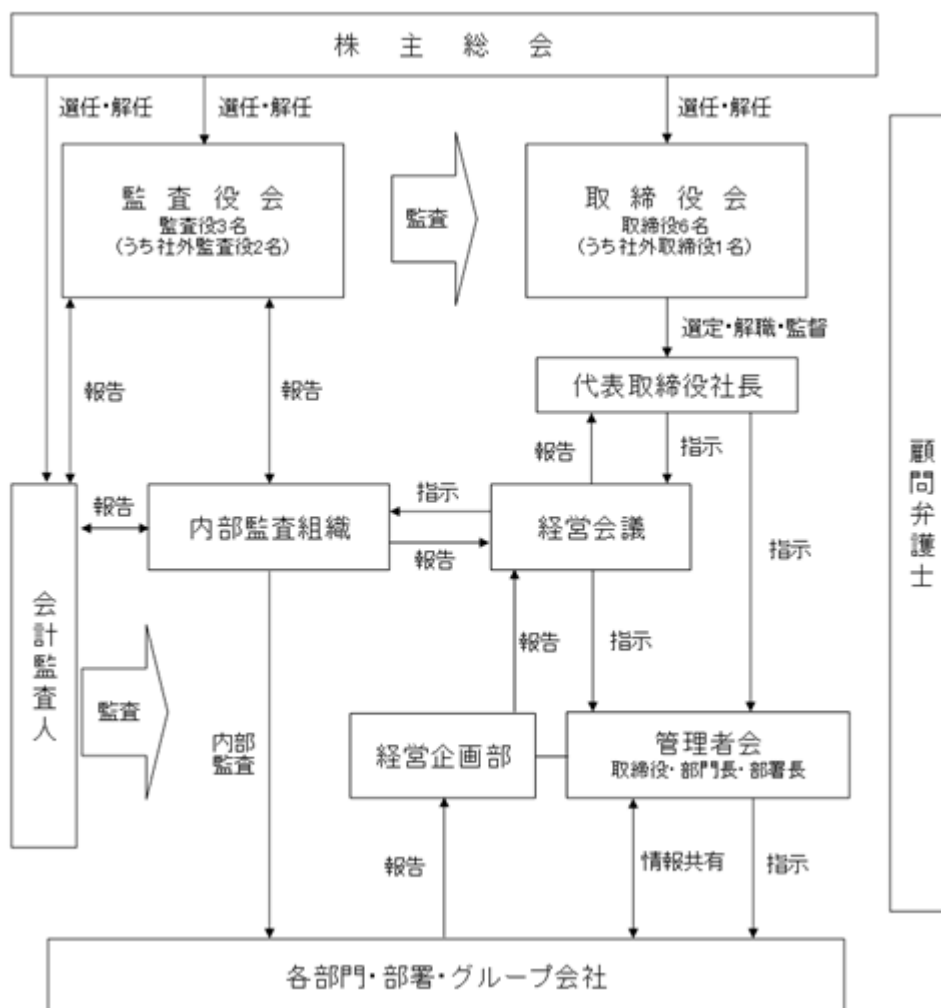 株主総会
選任・解任
選任・解任
選任・解任
監査役会
監査役3名
(うち社外監査役2名)
監査
取締役会
取締役6名
(うち社外取締役1名)
選定・解職・監督
代表取締役社長
報告
報告
報告
指示
顧問弁護士
報告
内部監査組織
指示
報告
経営会議
指示
会計監査人
監査
内部
監査
報告
指示
経営企画部
管理者会
取締役・部門長・部署長
報告
情報共有
指示
各部門・部署・グループ会社